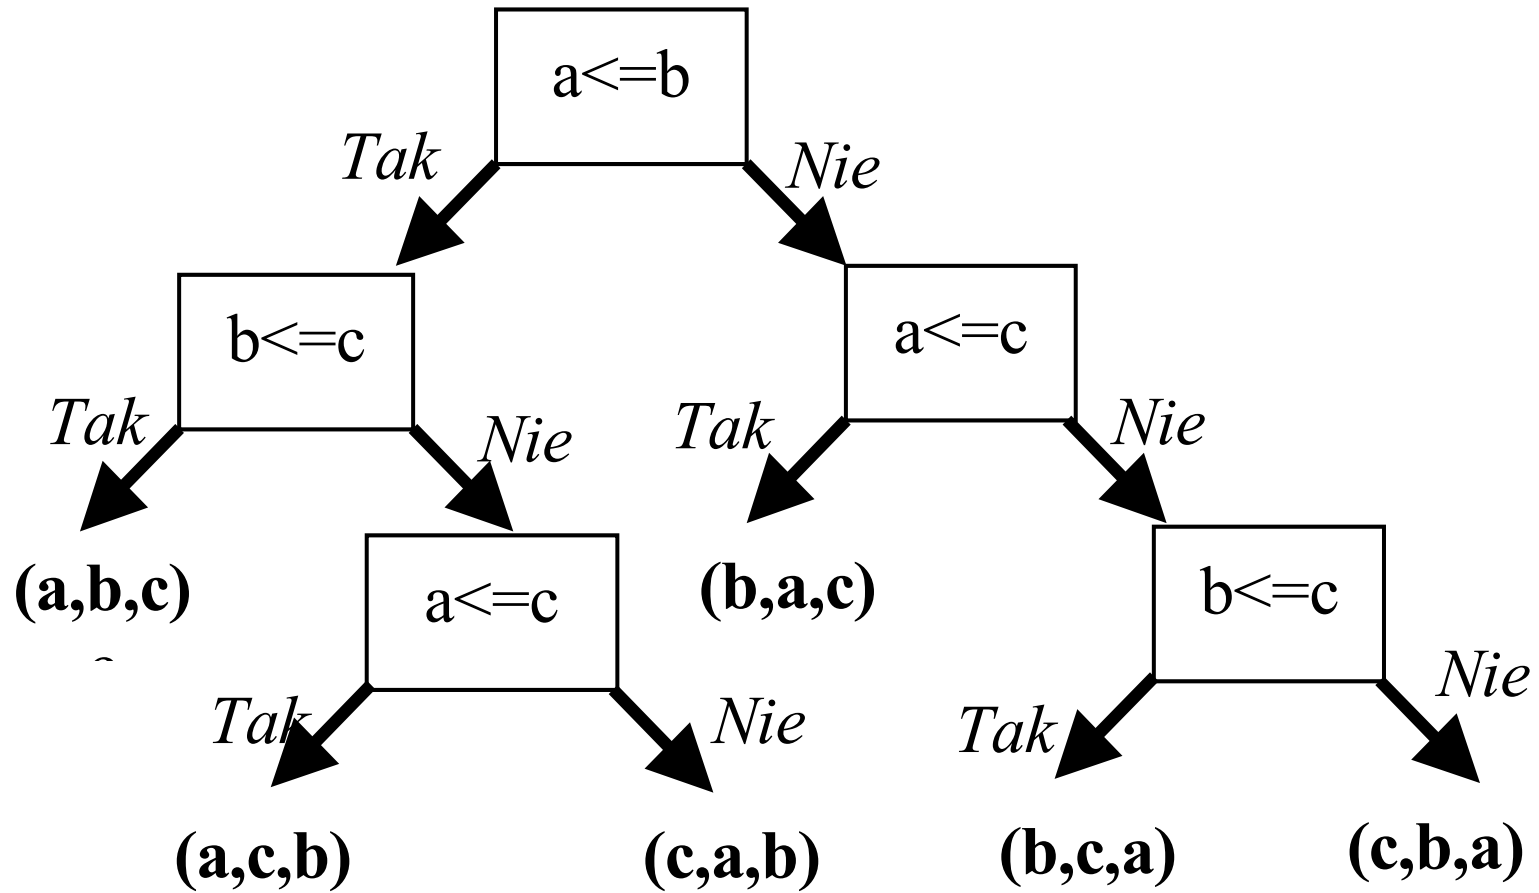 a<=b
Tak
Nie
b<=c
a<=c
Tak
Nie
Tak
Nie
(a,b,c)
a<=c
(b,a,c)
b<=c
Tak
Nie
Tak
Nie
(a,c,b)
(c,a,b)
(b,c,a)
(c,b,a)